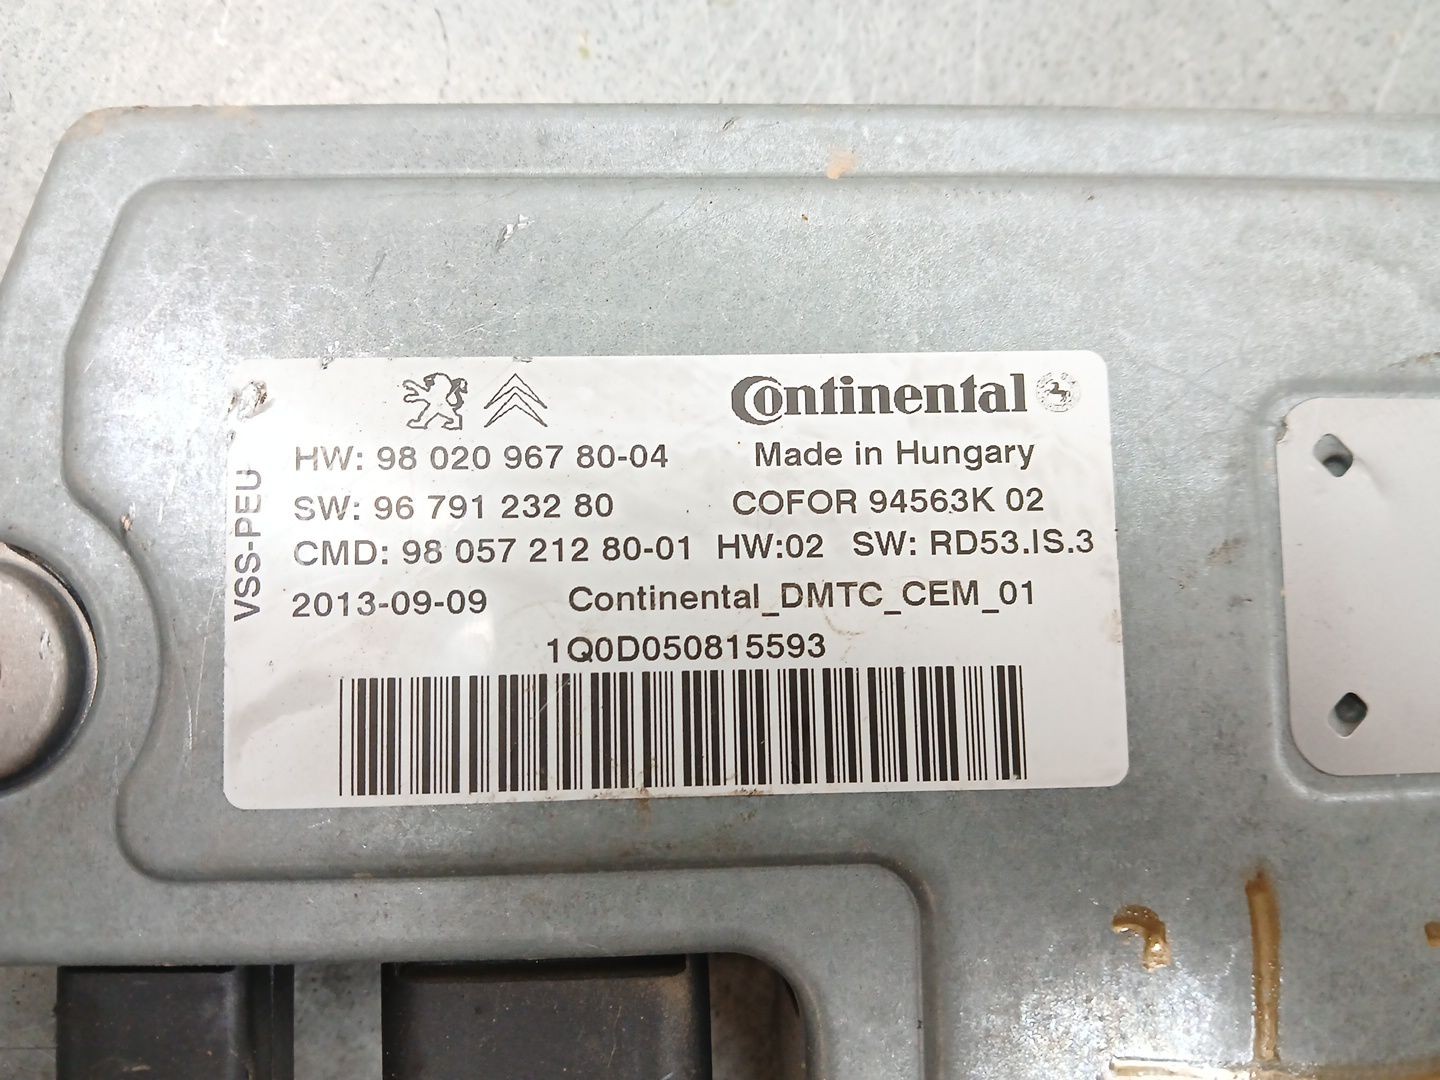 Continental
HW: 98 020 967 80-04
Made in Hungary
SW: 96 791 232 80
COFOR 94563K 02
CMD: 98 057 212 80-01 HW:02 SW: RD53.IS.3
2013-09-09 Continental_DMTC_CEM_01
1Q0D050815593
VSS-PEU